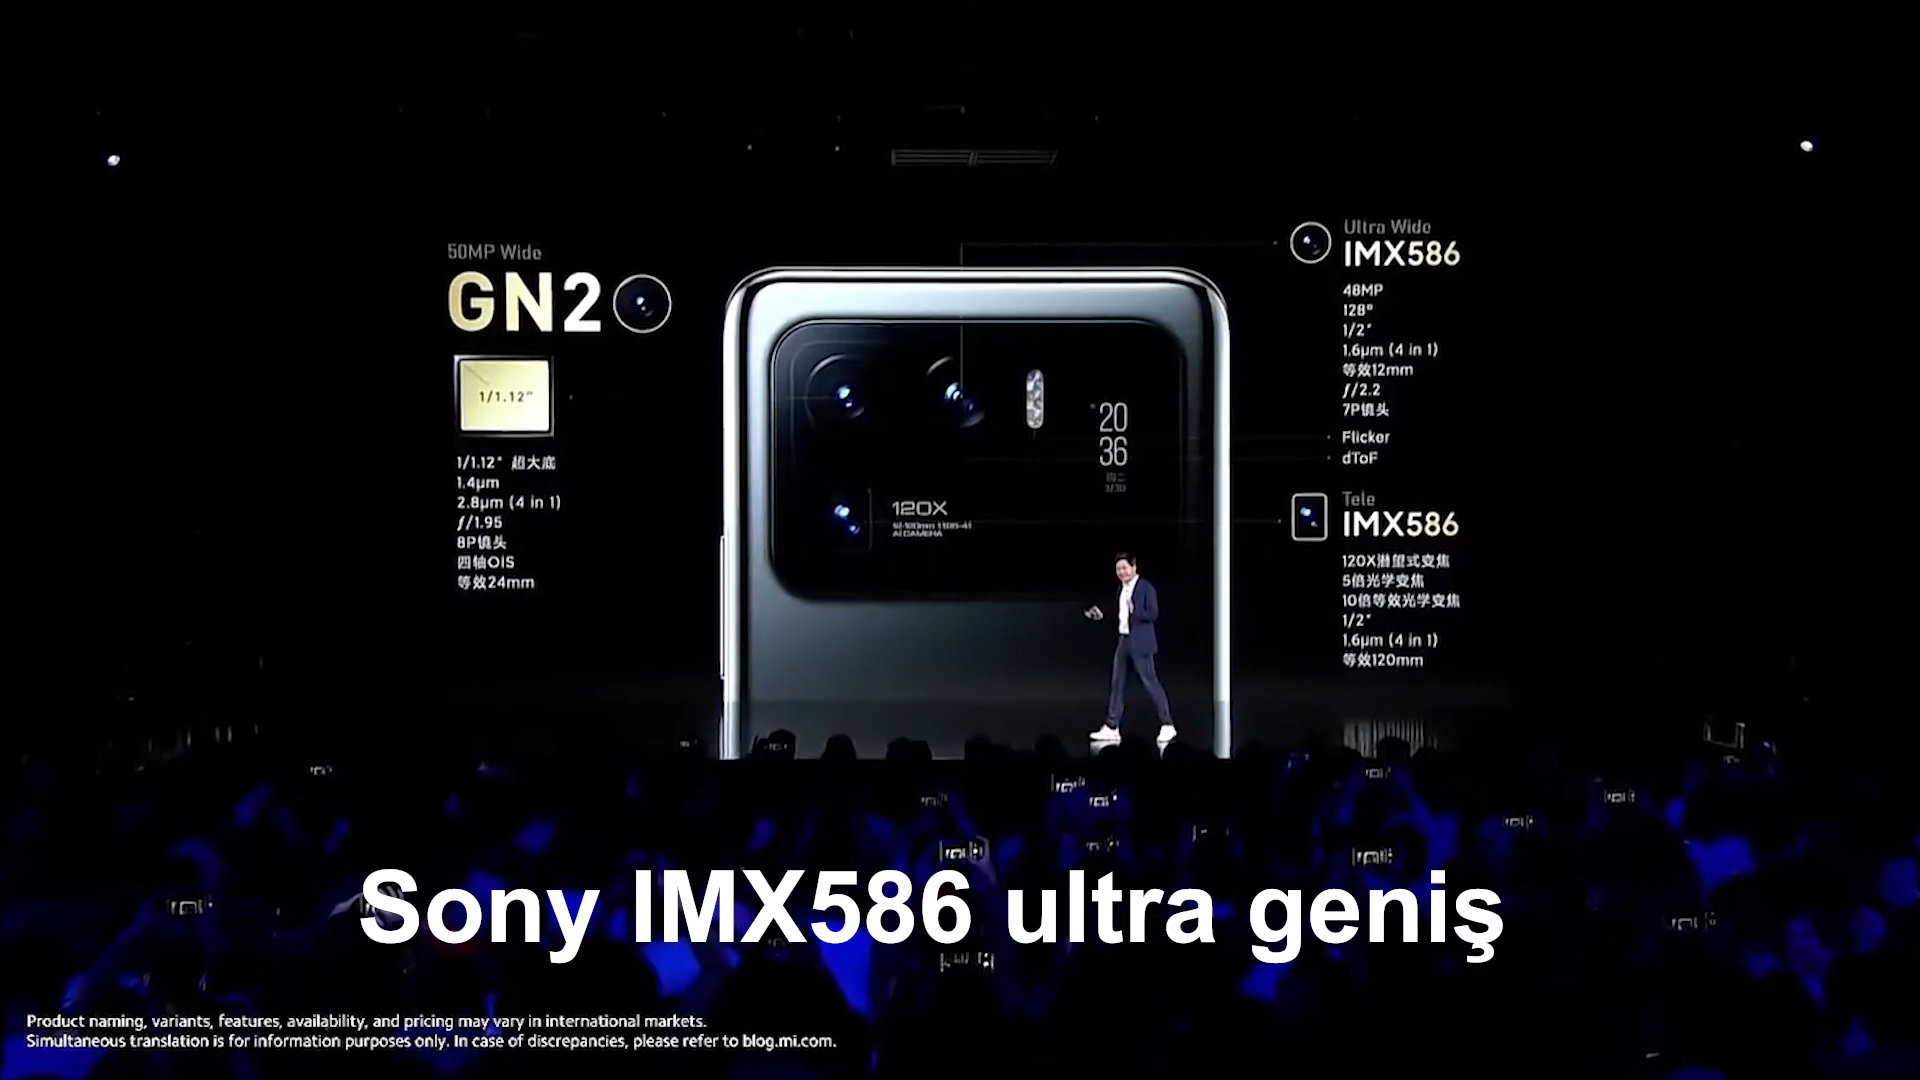 50MP Wide
GN2
1/1.12"
1/1.12" 超大底
1.4μm
2.8μm (4 in 1)
ƒ/1.95
8P镜头
四轴OIS
等效24mm
20
36
120X
AI CAMERA
Ultra Wide
IMX586
48MP
128°
1/2"
1.6μm (4 in 1)
等效12mm
ƒ/2.2
7P镜头
Flicker
dToF
Tele
IMX586
120X潜望式变焦
5倍光学变焦
10倍等效光学变焦
1/2"
1.6μm (4 in 1)
等效120mm
Sony IMX586 ultra geniş
Product naming, variants, features, availability, and pricing may vary in international markets.
Simultaneous translation is for information purposes only. In case of discrepancies, please refer to blog.mi.com.